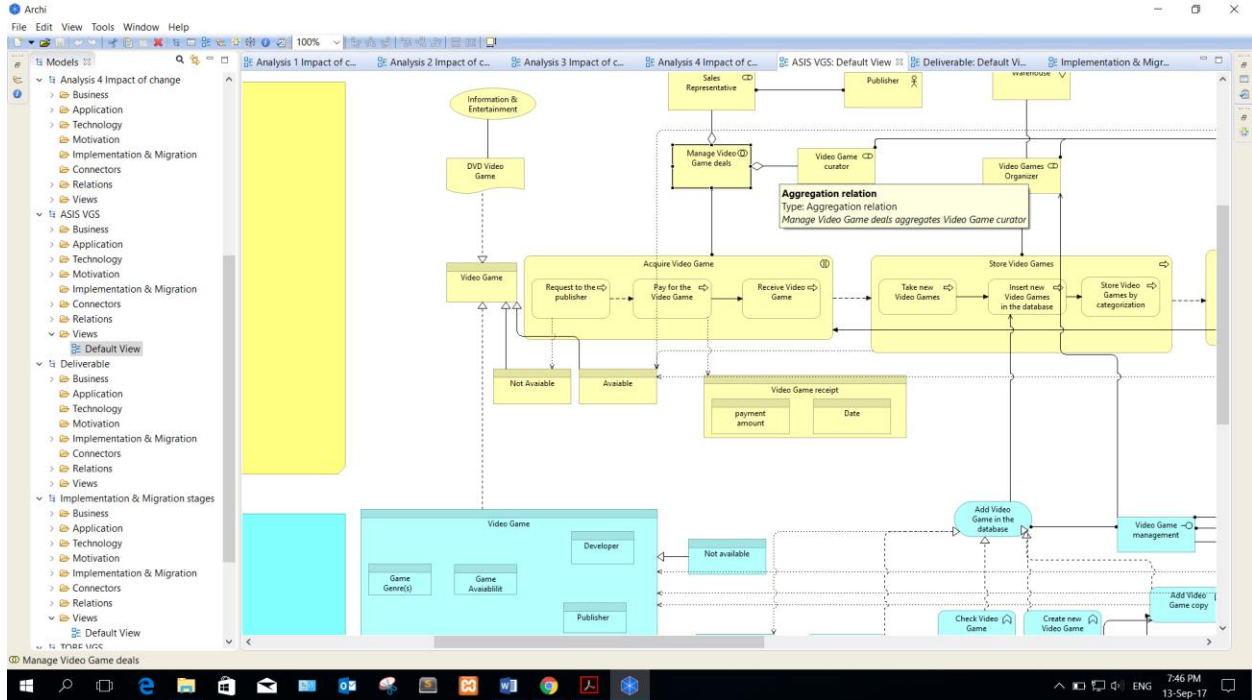 Archi
File Edit View Tools Window Help
100%
Models
Analysis 1 Impact of c...
Analysis 2 Impact of c...
Analysis 3 Impact of c...
Analysis 4 Impact of c...
ASIS VGS: Default View
Deliverable: Default Vi...
Implementation & Migr...
Analysis 4 Impact of change
Business
Application
Technology
Motivation
Implementation & Migration
Connectors
Relations
Views
ASIS VGS
Business
Application
Technology
Motivation
Implementation & Migration
Connectors
Relations
Views
Default View
Deliverable
Business
Application
Technology
Motivation
Implementation & Migration
Connectors
Relations
Views
Implementation & Migration stages
Business
Application
Technology
Motivation
Implementation & Migration
Connectors
Relations
Views
Default View
TOBE VGS
Sales
Representative
Publisher
Warehouse
Information &
Entertainment
DVD Video
Game
Manage Video
Game deals
Video Game
curator
Video Games
Organizer
Aggregation relation
Type: Aggregation relation
Manage Video Game deals aggregates Video Game curator
Video Game
Acquire Video Game
Request to the
publisher
Pay for the
Video Game
Receive Video
Game
Store Video Games
Take new
Video Games
Insert new
Video Games
in the database
Store Video
Games by
categorization
Not Avaiable
Avaiable
Video Game receipt
payment
amount
Date
Video Game
Developer
Game
Genre(s)
Game
Avaiablilit
Publisher
Not available
Add Video
Game in the
database
Video Game
management
Check Video
Game
Create new
Video Game
Add Video
Game copy
Manage Video Game deals
ENG
7:46 PM
13-Sep-17